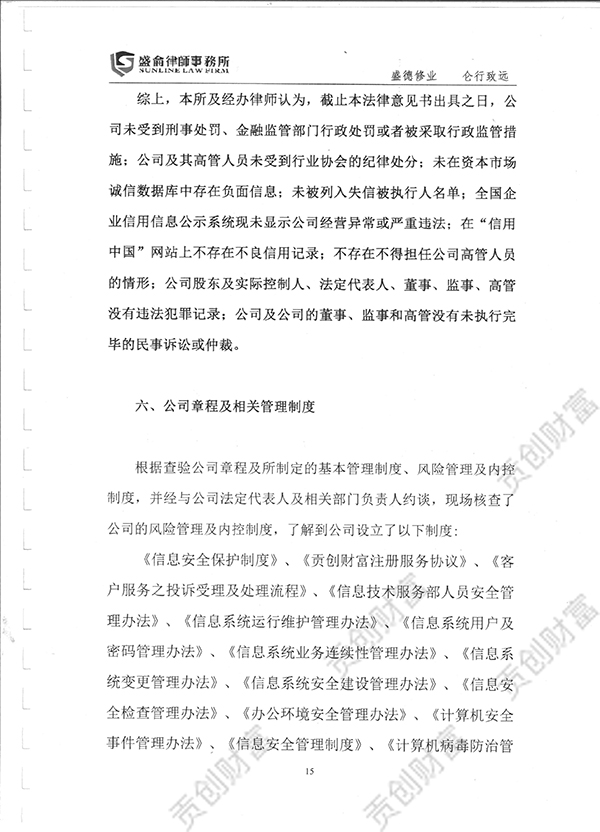 盛侖律師事務所
SUNLINE LAW FIRM
盛德修业 仑行致远
综上，本所及经办律师认为，截止本法律意见书出具之日，公
司未受到刑事处罚、金融监管部门行政处罚或者被采取行政监管措
施；公司及其高管人员未受到行业协会的纪律处分；未在资本市场
诚信数据库中存在负面信息；未被列入失信被执行人名单；全国企
业信用信息公示系统现未显示公司经营异常或严重违法；在“信用
中国”网站上不存在不良信用记录；不存在不得担任公司高管人员
的情形；公司股东及实际控制人、法定代表人、董事、监事、高管
没有违法犯罪记录；公司及公司的董事、监事和高管没有未执行完
毕的民事诉讼或仲裁。
六、公司章程及相关管理制度
根据查验公司章程及所制定的基本管理制度、风险管理及内控
制度，并经与公司法定代表人及相关部门负责人约谈，现场核查了
公司的风险管理及内控制度，了解到公司设立了以下制度：
《信息安全保护制度》、《贡创财富注册服务协议》、《客
户服务之投诉受理及处理流程》、《信息技术服务部人员安全管
理办法》、《信息系统运行维护管理办法》、《信息系统用户及
密码管理办法》、《信息系统业务连续性管理办法》、《信息系
统变更管理办法》、《信息系统安全建设管理办法》、《信息安
全检查管理办法》、《办公环境安全管理办法》、《计算机安全
事件管理办法》、《信息安全管理制度》、《计算机病毒防治管
15
贡创财富
贡创财富
贡创财富
贡创财富